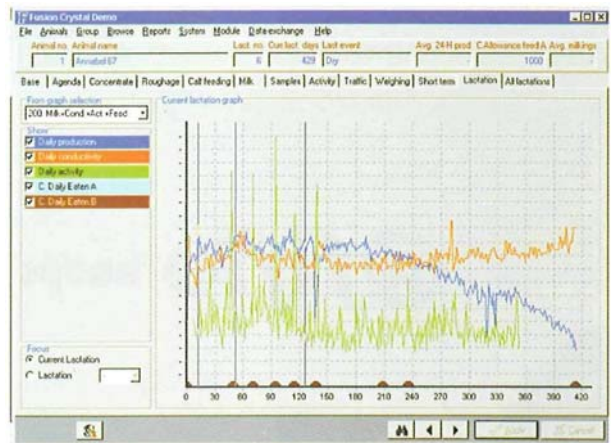 Fusion Crystal Demo
File Animals Group Browse Reports System Module Data exchange Help
Animal no. Animal name Lact. no. Curr.lact. days Last event Avg. 24-H prod C.Allowance feed A Avg. milkings
1 Annabel 67 6 429 Dry 1000
Base Agenda Concentrate Roughage Calf feeding Milk Samples Activity Traffic Weighing Short term Lactation All lactations
From graph selection
200. Milk+Cond.+Act.+Feed
Current lactation graph
Show
Daily production
Daily conductivity
Daily activity
C. Daily Eaten A
C. Daily Eaten B
Focus
Current Lactation
Lactation
0 30 60 90 120 150 180 210 240 270 300 330 360 390 420
Cancel